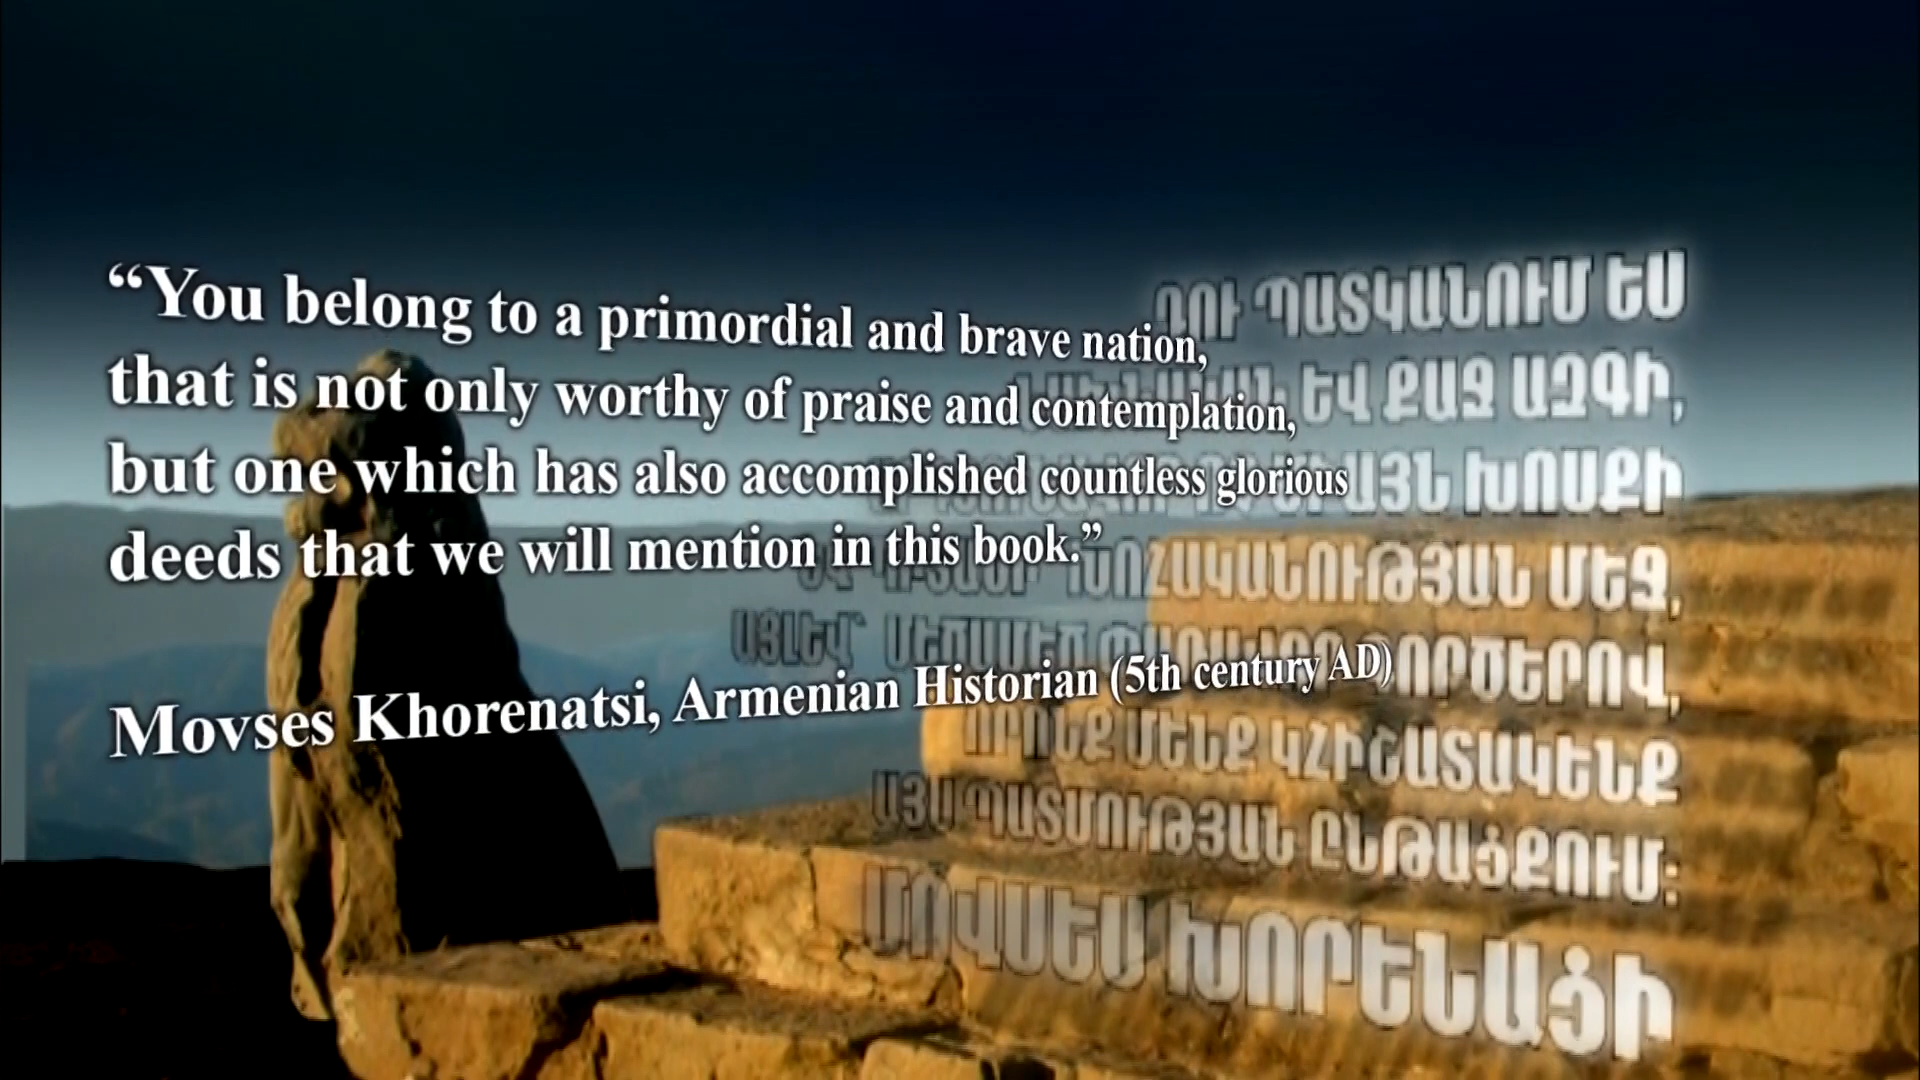 “You belong to a primordial and brave nation,
that is not only worthy of praise and contemplation,
but one which has also accomplished countless glorious
deeds that we will mention in this book.”
Movses Khorenatsi, Armenian Historian (5th century AD)
ԴՈՒ ՊԱՏԿԱՆՈՒՄ ԵՍ
ԵՎ ՔԱՋ ԱԶԳԻ,
ԽՈՍՔԻ
ԽՈՀԱԿԱՆՈՒԹՅԱՆ ՄԵՋ,
ԱՅԼԵՎ՝
ՈՐՈՆՔ ՄԵՆՔ ԿՀԻՇԱՏԱԿԵՆՔ
ԱՅՍ ՊԱՏՄՈՒԹՅԱՆ ԸՆԹԱՑՔՈՒՄ:
ՄՈՎՍԵՍ ԽՈՐԵՆԱՑԻ